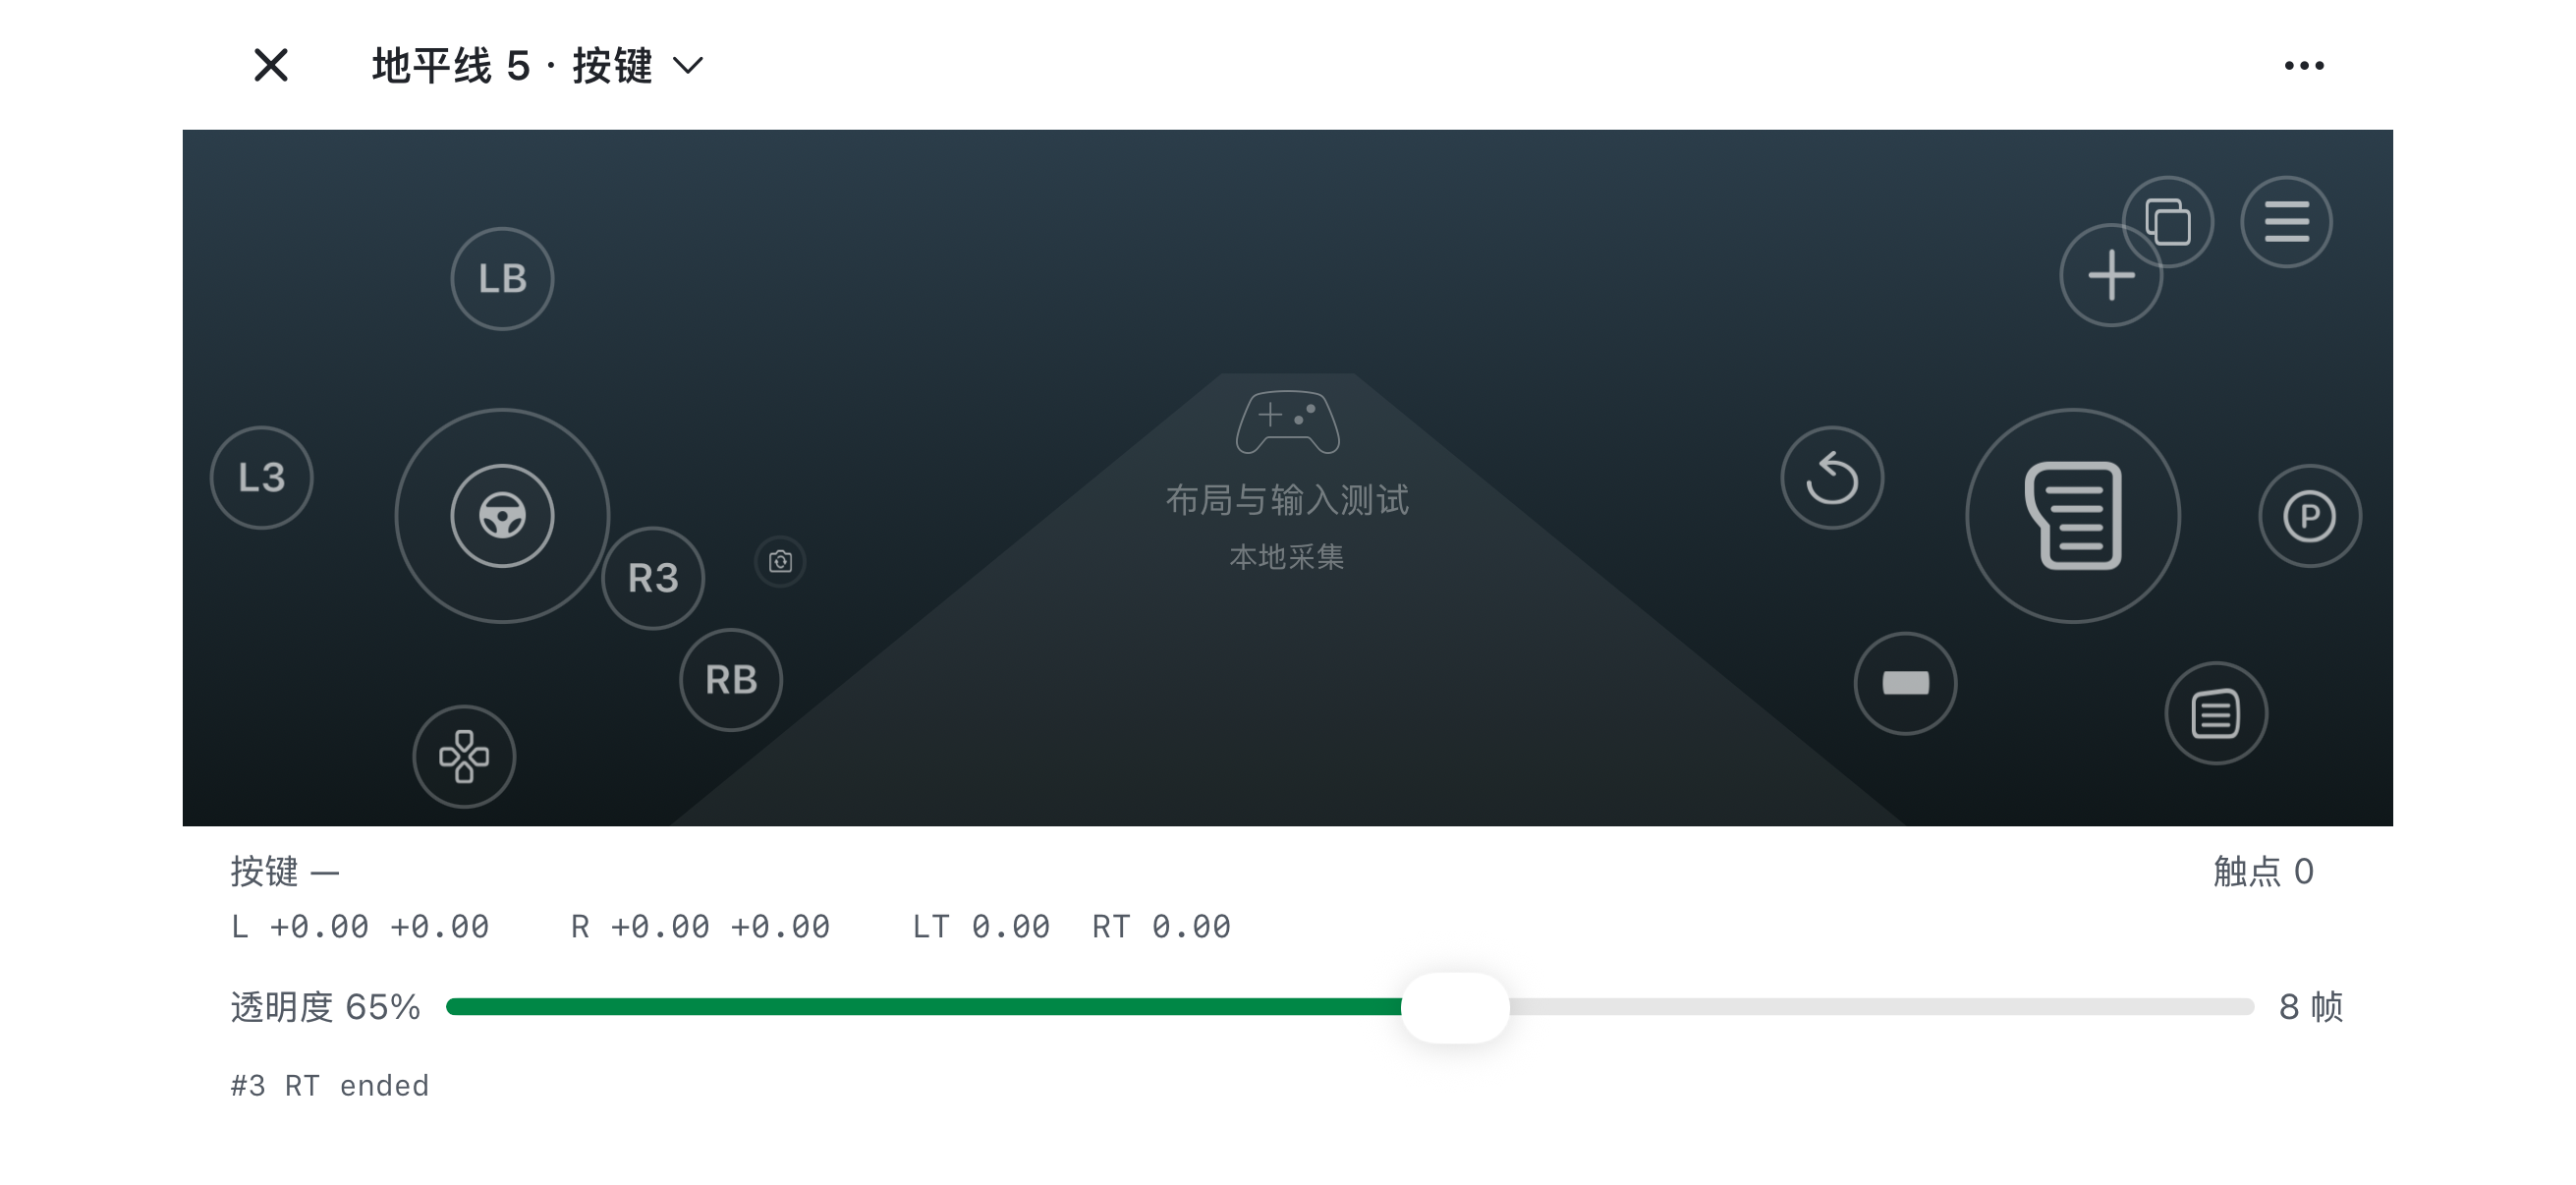 地平线 5 · 按键
LB
L3
R3
RB
布局与输入测试
本地采集
P
按键 —
触点 0
L +0.00 +0.00 R +0.00 +0.00 LT 0.00 RT 0.00
透明度 65%
8 帧
#3 RT ended